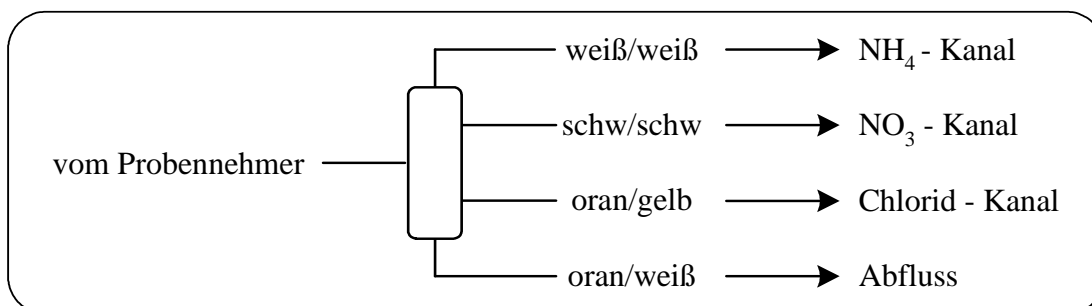 weiß/weiß NH4 - Kanal
schw/schw NO3 - Kanal
vom Probennehmer
oran/gelb Chlorid - Kanal
oran/weiß Abfluss